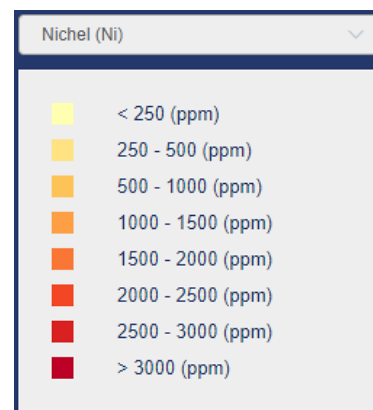 Nichel (Ni)
< 250 (ppm)
250 - 500 (ppm)
500 - 1000 (ppm)
1000 - 1500 (ppm)
1500 - 2000 (ppm)
2000 - 2500 (ppm)
2500 - 3000 (ppm)
> 3000 (ppm)